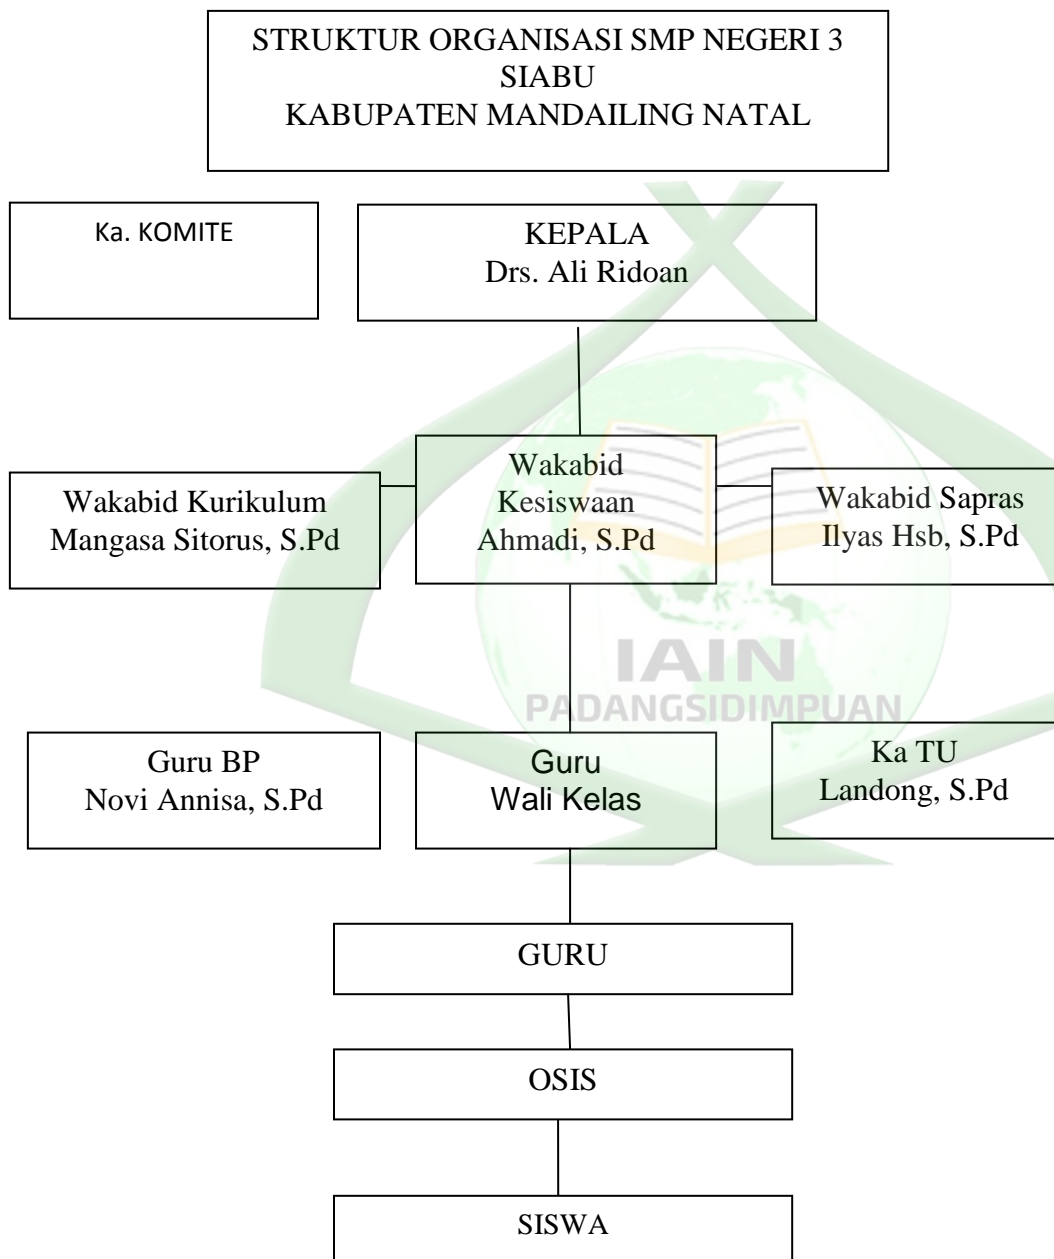 STRUKTUR ORGANISASI SMP NEGERI 3
SIABU
KABUPATEN MANDAILING NATAL
Ka. KOMITE
KEPALA
Drs. Ali Ridoan
Wakabid Kurikulum
Mangasa Sitorus, S.Pd
Wakabid
Kesiswaan
Ahmadi, S.Pd
Wakabid Sapras
Ilyas Hsb, S.Pd
IAIN
PADANGSIDIMPUAN
Guru BP
Novi Annisa, S.Pd
Guru
Wali Kelas
Ka TU
Landong, S.Pd
GURU
OSIS
SISWA